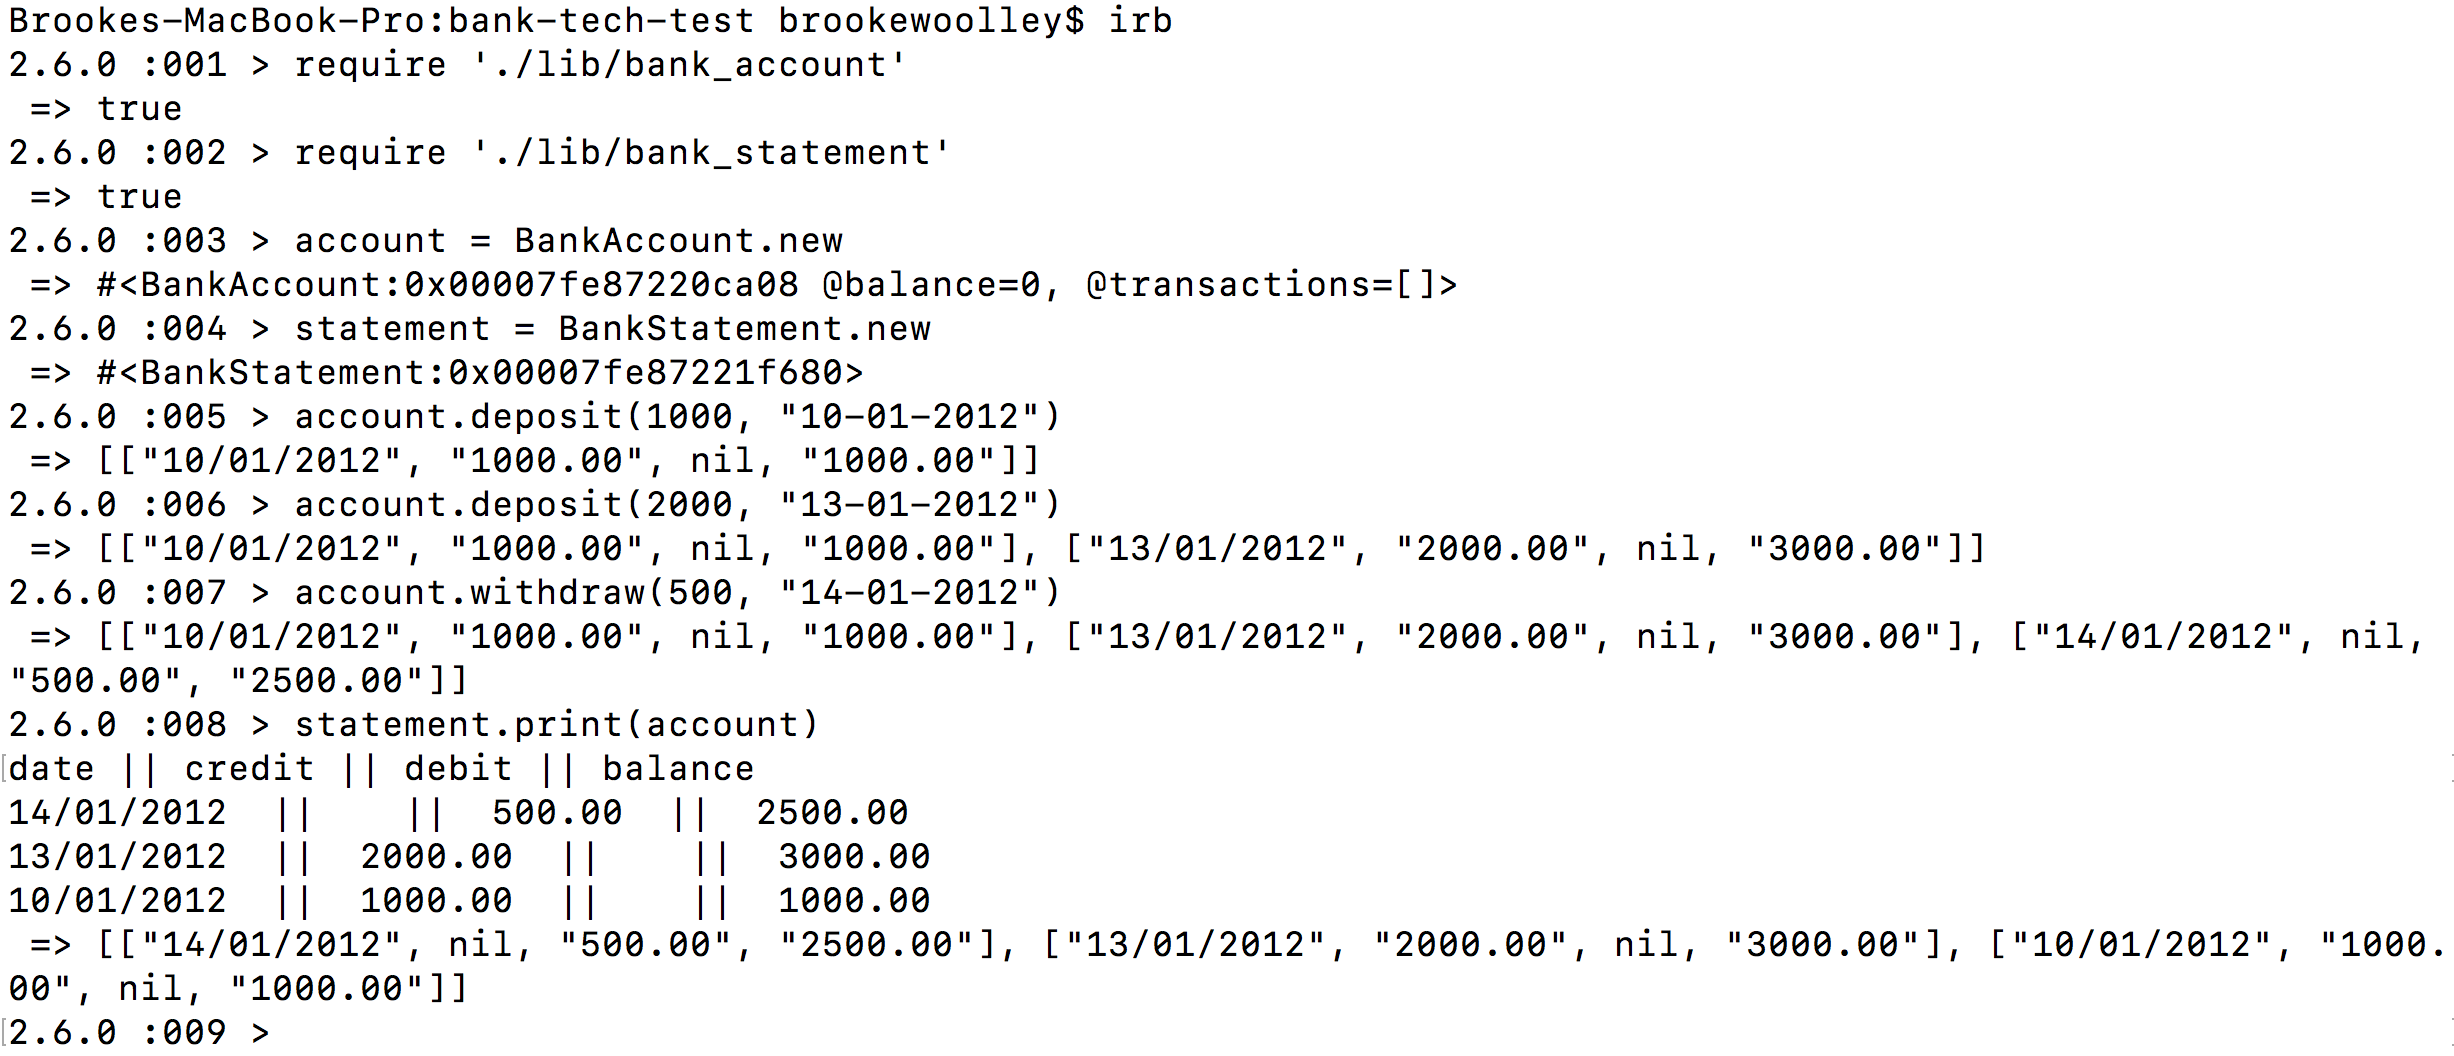 Brookes-MacBook-Pro:bank-tech-test brookewoolley$ irb
2.6.0 :001 > require './lib/bank_account'
 => true
2.6.0 :002 > require './lib/bank_statement'
 => true
2.6.0 :003 > account = BankAccount.new
 => #<BankAccount:0x00007fe87220ca08 @balance=0, @transactions=[]>
2.6.0 :004 > statement = BankStatement.new
 => #<BankStatement:0x00007fe87221f680>
2.6.0 :005 > account.deposit(1000, "10-01-2012")
 => [["10/01/2012", "1000.00", nil, "1000.00"]]
2.6.0 :006 > account.deposit(2000, "13-01-2012")
 => [["10/01/2012", "1000.00", nil, "1000.00"], ["13/01/2012", "2000.00", nil, "3000.00"]]
2.6.0 :007 > account.withdraw(500, "14-01-2012")
 => [["10/01/2012", "1000.00", nil, "1000.00"], ["13/01/2012", "2000.00", nil, "3000.00"], ["14/01/2012", nil,
"500.00", "2500.00"]]
2.6.0 :008 > statement.print(account)
date || credit || debit || balance
14/01/2012  ||    ||  500.00  ||  2500.00
13/01/2012  ||  2000.00  ||    ||  3000.00
10/01/2012  ||  1000.00  ||    ||  1000.00
 => [["14/01/2012", nil, "500.00", "2500.00"], ["13/01/2012", "2000.00", nil, "3000.00"], ["10/01/2012", "1000.
00", nil, "1000.00"]]
2.6.0 :009 >